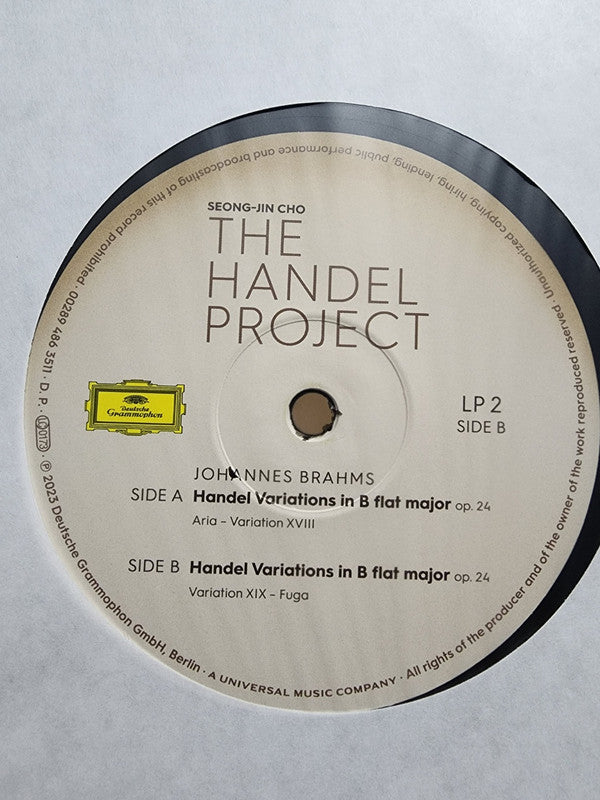 SEONG-JIN CHO
THE
HANDEL
PROJECT
Deutsche
Grammophon
LP 2
SIDE B
JOHANNES BRAHMS
SIDE A Handel Variations in B flat major op. 24
Aria – Variation XVIII
SIDE B Handel Variations in B flat major op. 24
Variation XIX – Fuga
00289 486 3511 · D. P. · LC 0173 · Ⓟ 2023 Deutsche Grammophon GmbH, Berlin · A UNIVERSAL MUSIC COMPANY · All rights of the producer and of the owner of the work reproduced reserved · Unauthorized copying, hiring, lending, public performance and broadcasting of this record prohibited ·